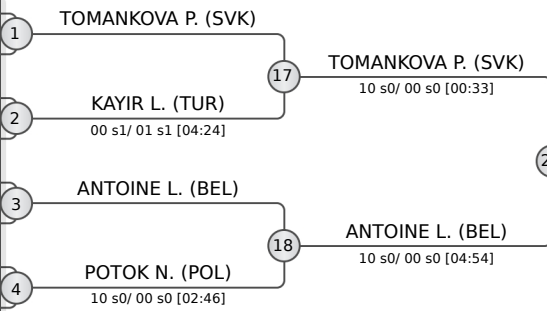 1
TOMANKOVA P. (SVK)
17
TOMANKOVA P. (SVK)
10 s0/ 00 s0 [00:33]
2
KAYIR L. (TUR)
00 s1/ 01 s1 [04:24]
3
ANTOINE L. (BEL)
18
ANTOINE L. (BEL)
10 s0/ 00 s0 [04:54]
4
POTOK N. (POL)
10 s0/ 00 s0 [02:46]